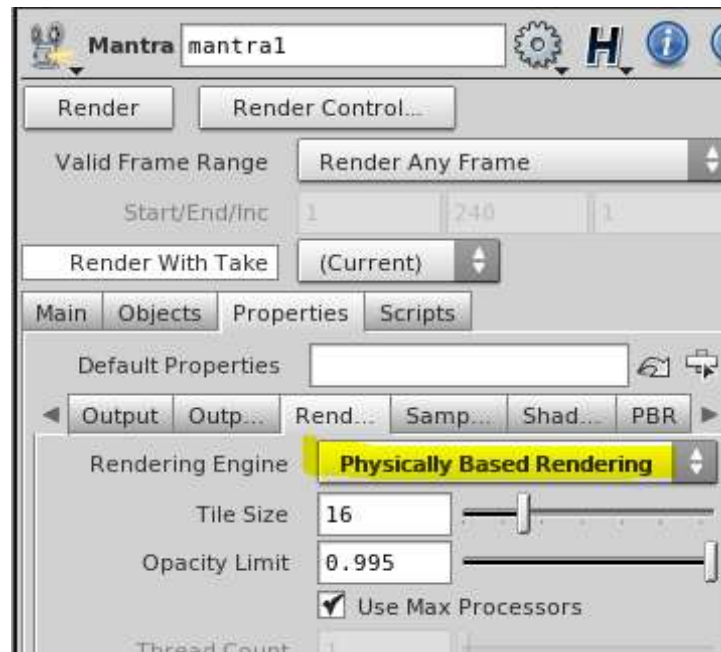 Mantra mantra1
Render Render Control...
Valid Frame Range Render Any Frame
Start/End/Inc 1 240 1
Render With Take (Current)
Main Objects Properties Scripts
Default Properties
Output Outp... Rend... Samp... Shad... PBR
Rendering Engine Physically Based Rendering
Tile Size 16
Opacity Limit 0.995
Use Max Processors
Thread Count 1